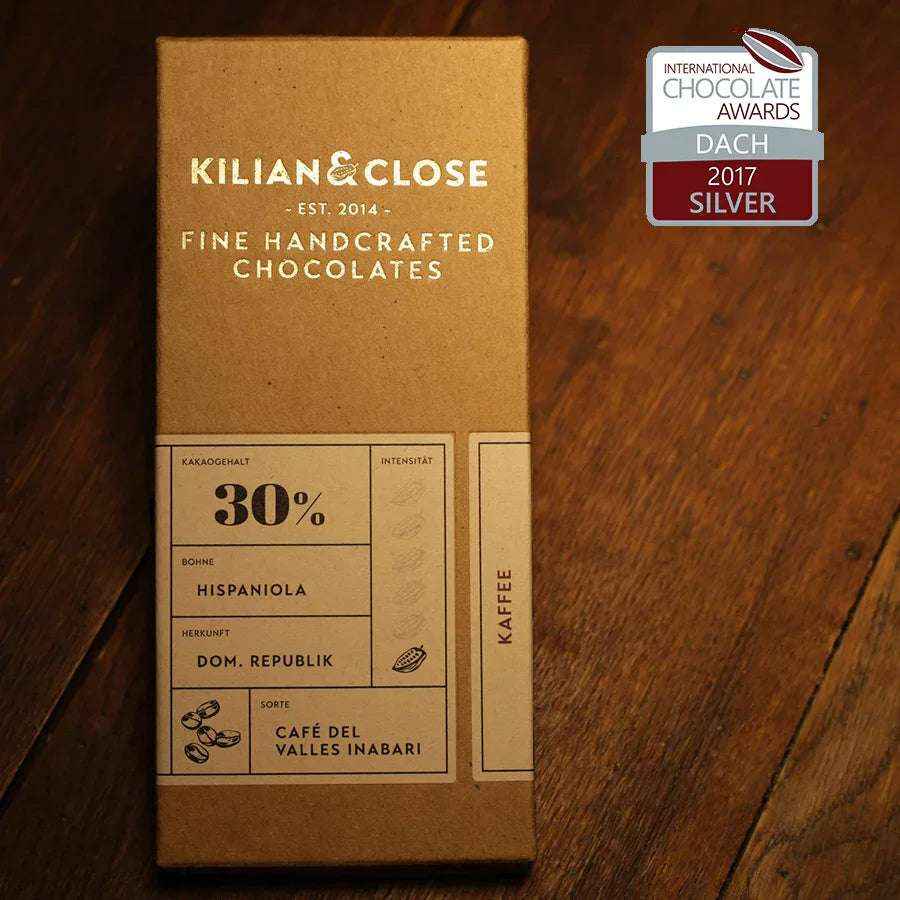 KILIAN&CLOSE
- EST. 2014 -
FINE HANDCRAFTED
CHOCOLATES
KAKAOGEHALT
30%
INTENSITÄT
BOHNE
HISPANIOLA
HERKUNFT
DOM. REPUBLIK
SORTE
CAFÉ DEL
VALLES INABARI
KAFFEE
INTERNATIONAL
CHOCOLATE
AWARDS
DACH
2017
SILVER